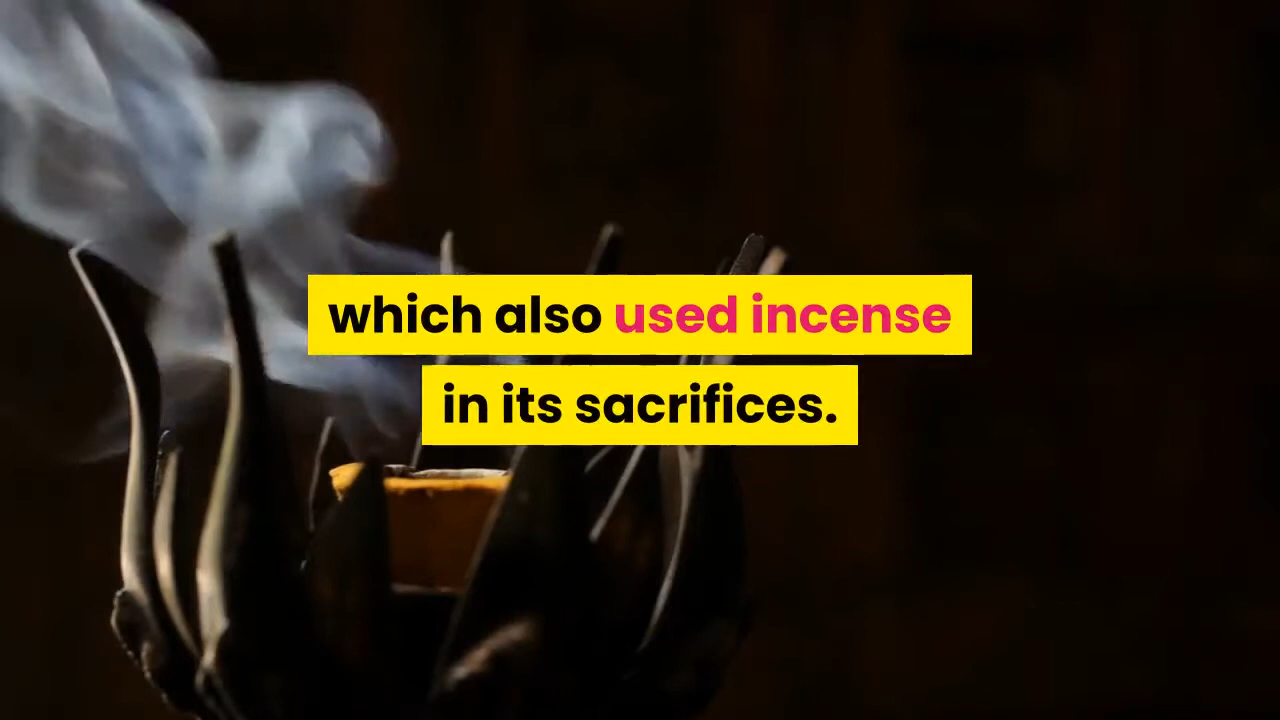 which also used incense
in its sacrifices.